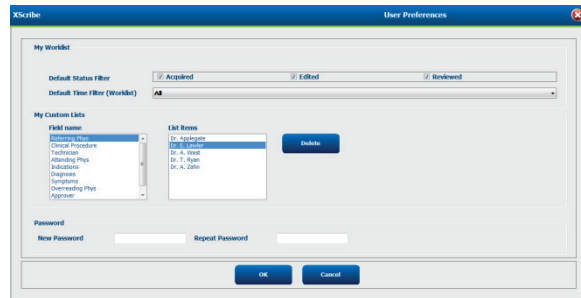 XScribe User Preferences
My Worklist
Default Status Filter Acquired Edited Reviewed
Default Time Filter (Worklist) All
My Custom Lists
Field name List items
Referring Phys Dr. Applegate
Clinical Procedure Dr. E. Lawler
Technician Dr. A. West
Attending Phys Dr. T. Ryan
Indications Dr. A. Zahn
Diagnosis
Symptoms
Overreading Phys
Approver
Delete
Password
New Password Repeat Password
OK Cancel